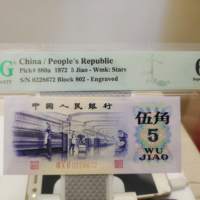 G China / People's Republic 6
Pick# 880a 1972 5 Jiao - Wmk: Stars
S/N 0228672 Block 802 - Engraved
中国人民银行
伍角
5
WU
JIAO